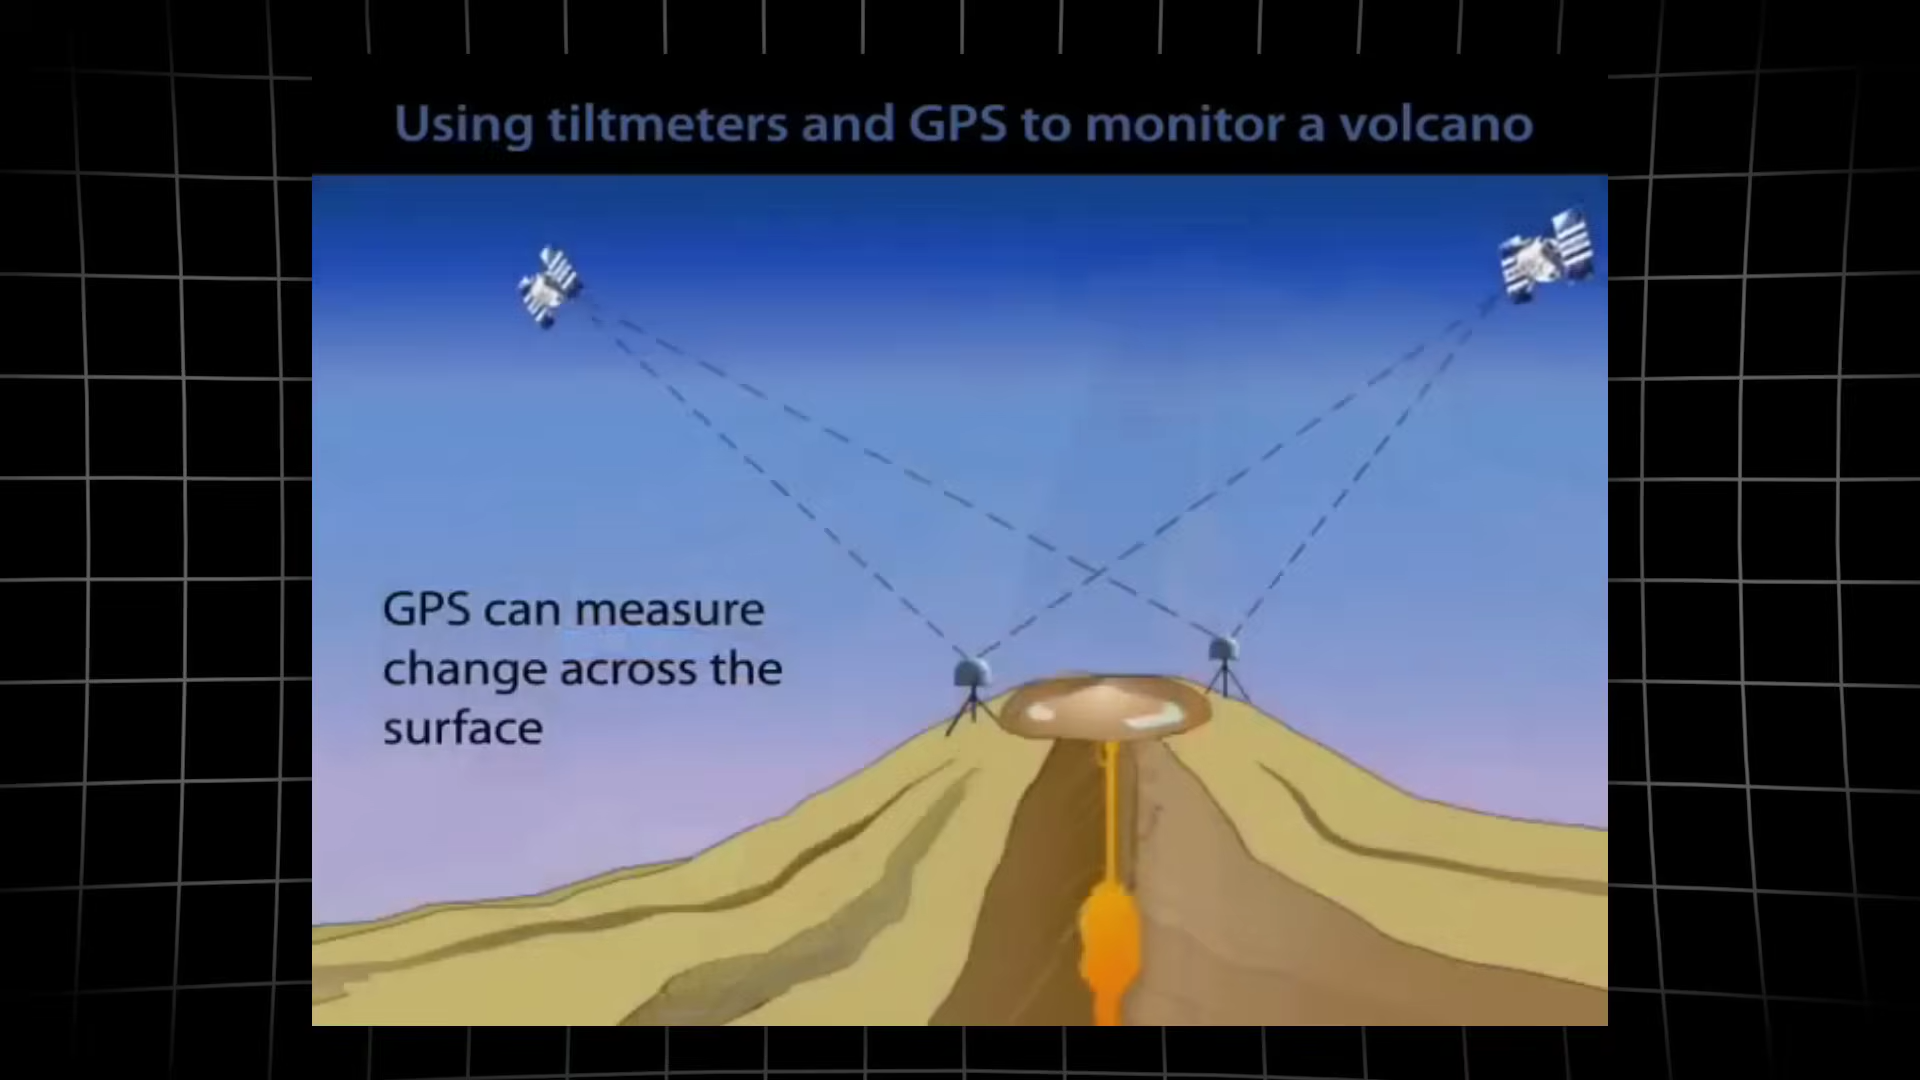 Using tiltmeters and GPS to monitor a volcano
GPS can measure
change across the
surface